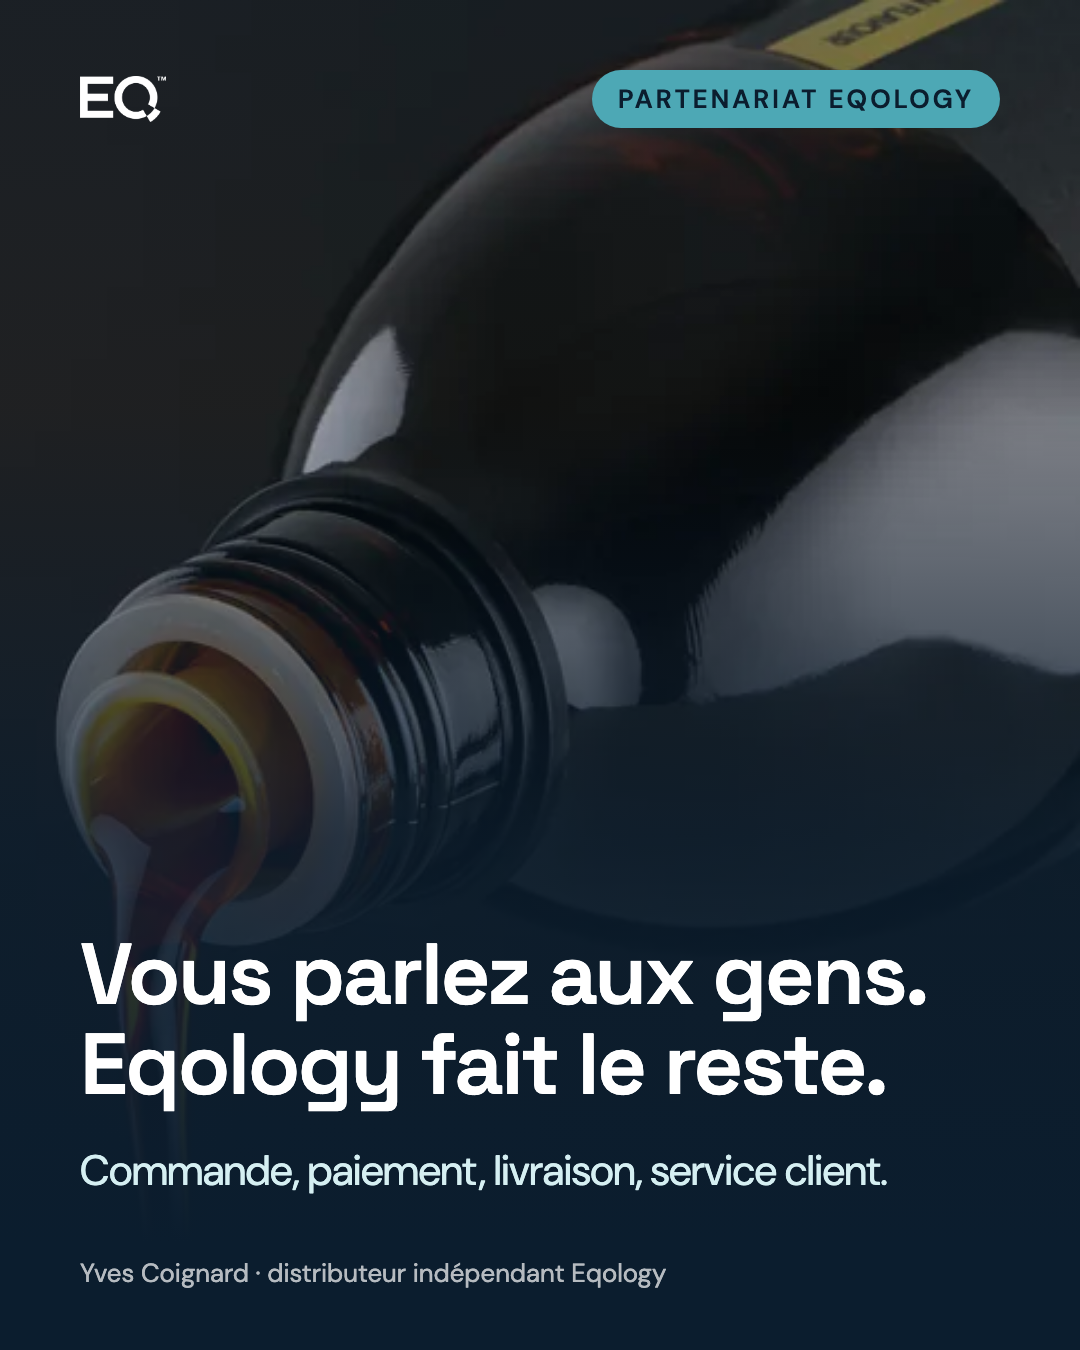 FLAVOUR
EQ™
PARTENARIAT EQOLOGY
Vous parlez aux gens.
Eqology fait le reste.
Commande, paiement, livraison, service client.
Yves Coignard · distributeur indépendant Eqology